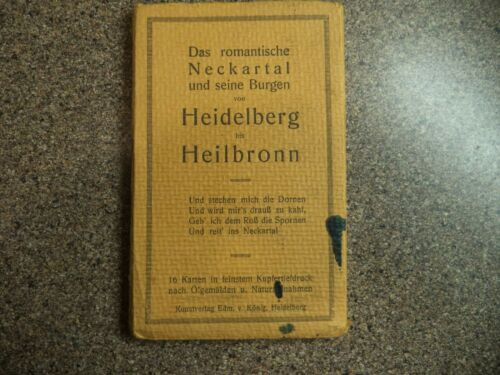 Das romantische
Neckartal
und seine Burgen
von
Heidelberg
bis
Heilbronn
Und stechen mich die Dornen
Und wird mir's drauß zu kahl,
Geb' ich dem Roß die Spornen
Und reit' ins Neckartal
16 Karten in feinstem Kupfertiefdruck
nach Ölgemälden u. Naturaufnahmen
Kunstverlag Edm. v. König, Heidelberg